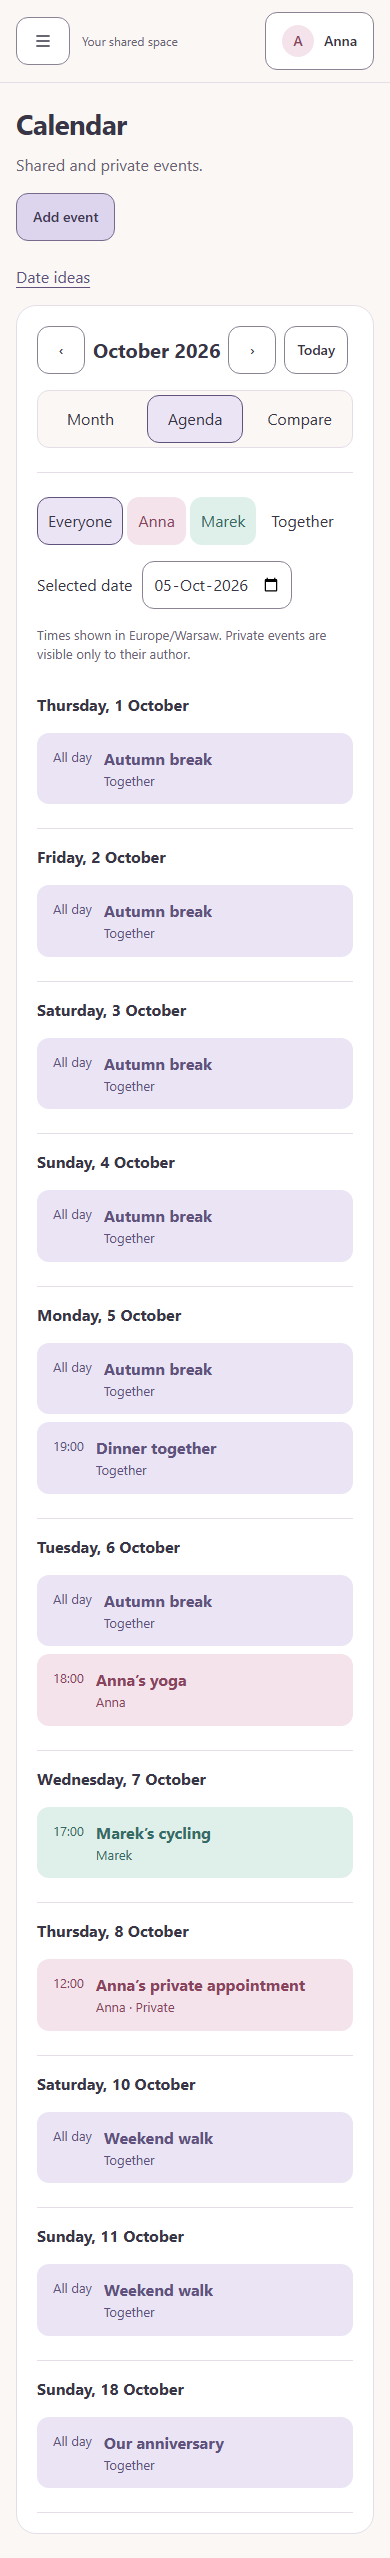 ☰ Your shared space A Anna
Calendar
Shared and private events.
Add event
Date ideas
‹ October 2026 › Today
Month Agenda Compare
Everyone Anna Marek Together
Selected date 05-Oct-2026
Times shown in Europe/Warsaw. Private events are
visible only to their author.
Thursday, 1 October
All day Autumn break
Together
Friday, 2 October
All day Autumn break
Together
Saturday, 3 October
All day Autumn break
Together
Sunday, 4 October
All day Autumn break
Together
Monday, 5 October
All day Autumn break
Together
19:00 Dinner together
Together
Tuesday, 6 October
All day Autumn break
Together
18:00 Anna's yoga
Anna
Wednesday, 7 October
17:00 Marek's cycling
Marek
Thursday, 8 October
12:00 Anna's private appointment
Anna · Private
Saturday, 10 October
All day Weekend walk
Together
Sunday, 11 October
All day Weekend walk
Together
Sunday, 18 October
All day Our anniversary
Together